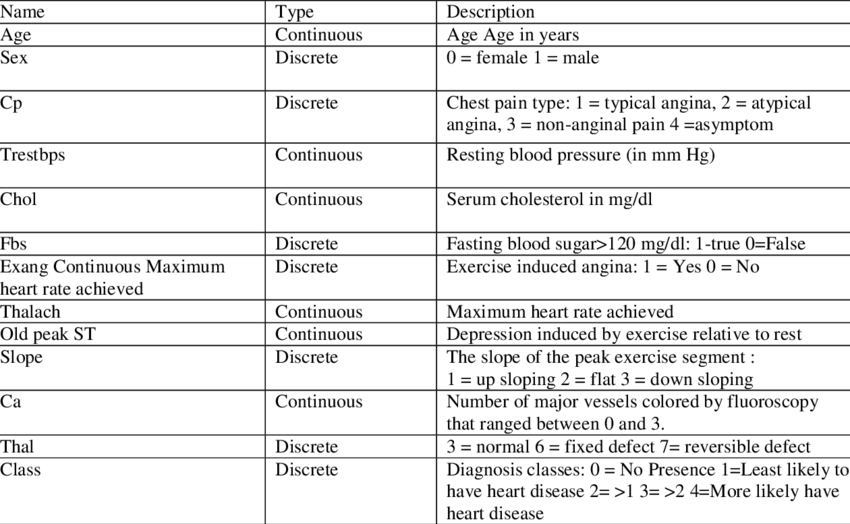 Name Type Description
Age Continuous Age Age in years
Sex Discrete 0 = female 1 = male
Cp Discrete Chest pain type: 1 = typical angina, 2 = atypical
angina, 3 = non-anginal pain 4 =asymptom
Trestbps Continuous Resting blood pressure (in mm Hg)
Chol Continuous Serum cholesterol in mg/dl
Fbs Discrete Fasting blood sugar>120 mg/dl: 1-true 0=False
Exang Continuous Maximum Discrete Exercise induced angina: 1 = Yes 0 = No
heart rate achieved
Thalach Continuous Maximum heart rate achieved
Old peak ST Continuous Depression induced by exercise relative to rest
Slope Discrete The slope of the peak exercise segment :
1 = up sloping 2 = flat 3 = down sloping
Ca Continuous Number of major vessels colored by fluoroscopy
that ranged between 0 and 3.
Thal Discrete 3 = normal 6 = fixed defect 7= reversible defect
Class Discrete Diagnosis classes: 0 = No Presence 1=Least likely to
have heart disease 2= >1 3= >2 4=More likely have
heart disease